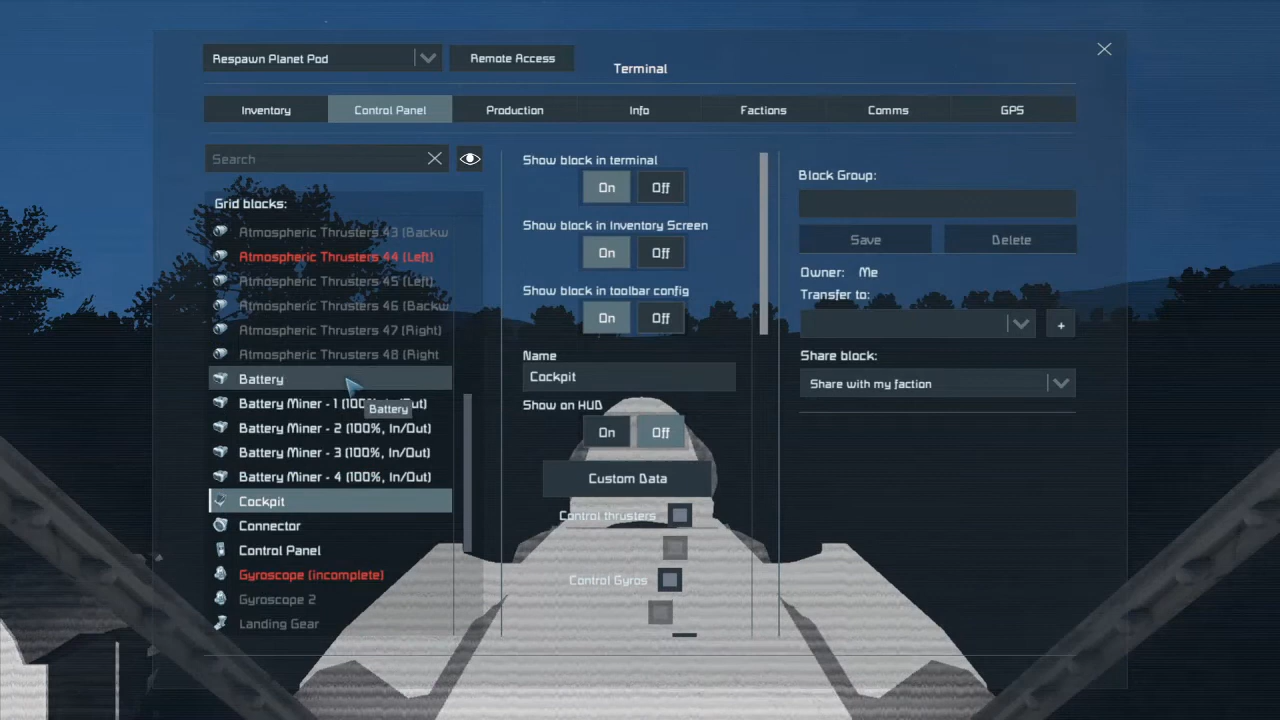 Respawn Planet Pod
Remote Access
Terminal
Inventory
Control Panel
Production
Info
Factions
Comms
GPS
Search
Grid blocks:
Atmospheric Thrusters 43 (Backw
Atmospheric Thrusters 44 (Left)
Atmospheric Thrusters 45 (Left)
Atmospheric Thrusters 46 (Backw
Atmospheric Thrusters 47 (Right)
Atmospheric Thrusters 48 (Right
Battery
Battery Miner - 1 (100%, In/Out)
Battery
Battery Miner - 2 (100%, In/Out)
Battery Miner - 3 (100%, In/Out)
Battery Miner - 4 (100%, In/Out)
Cockpit
Connector
Control Panel
Gyroscope (incomplete)
Gyroscope 2
Landing Gear
Show block in terminal
On Off
Show block in Inventory Screen
On Off
Show block in toolbar config
On Off
Name
Cockpit
Show on HUD
On Off
Custom Data
Control thrusters
Control Gyros
Block Group:
Save
Delete
Owner: Me
Transfer to:
+
Share block:
Share with my faction